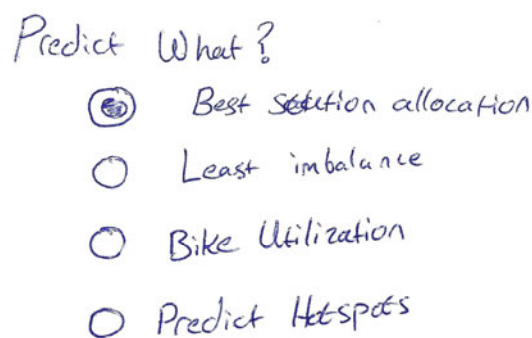 Predict What?
Best station allocation
Least imbalance
Bike Utilization
Predict Hotspots